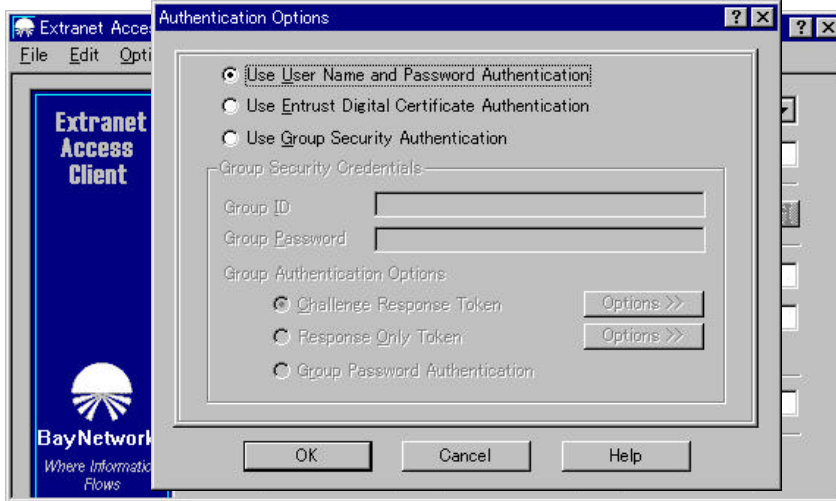 Extranet Acce
Authentication Options
File Edit Opti
Extranet
Access
Client
Use User Name and Password Authentication
Use Entrust Digital Certificate Authentication
Use Group Security Authentication
Group Security Credentials
Group ID
Group Password
Group Authentication Options
Challenge Response Token
Options >>
Response Only Token
Options >>
Group Password Authentication
BayNetwork
Where Informatio
Flows
OK
Cancel
Help